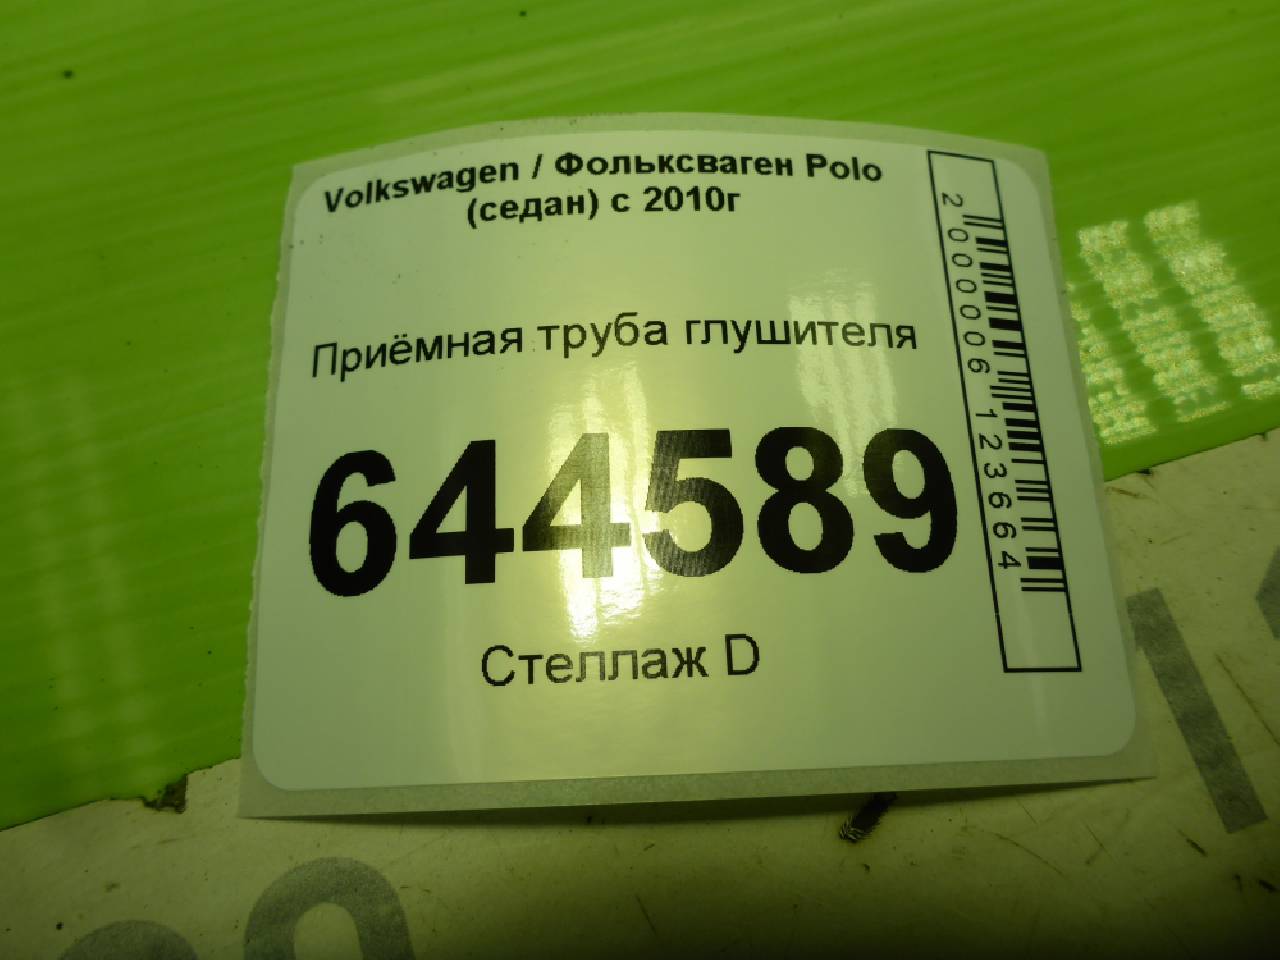 Volkswagen / Фольксваген Polo
(седан) с 2010г
Приёмная труба глушителя
644589
Стеллаж D
2000006123664